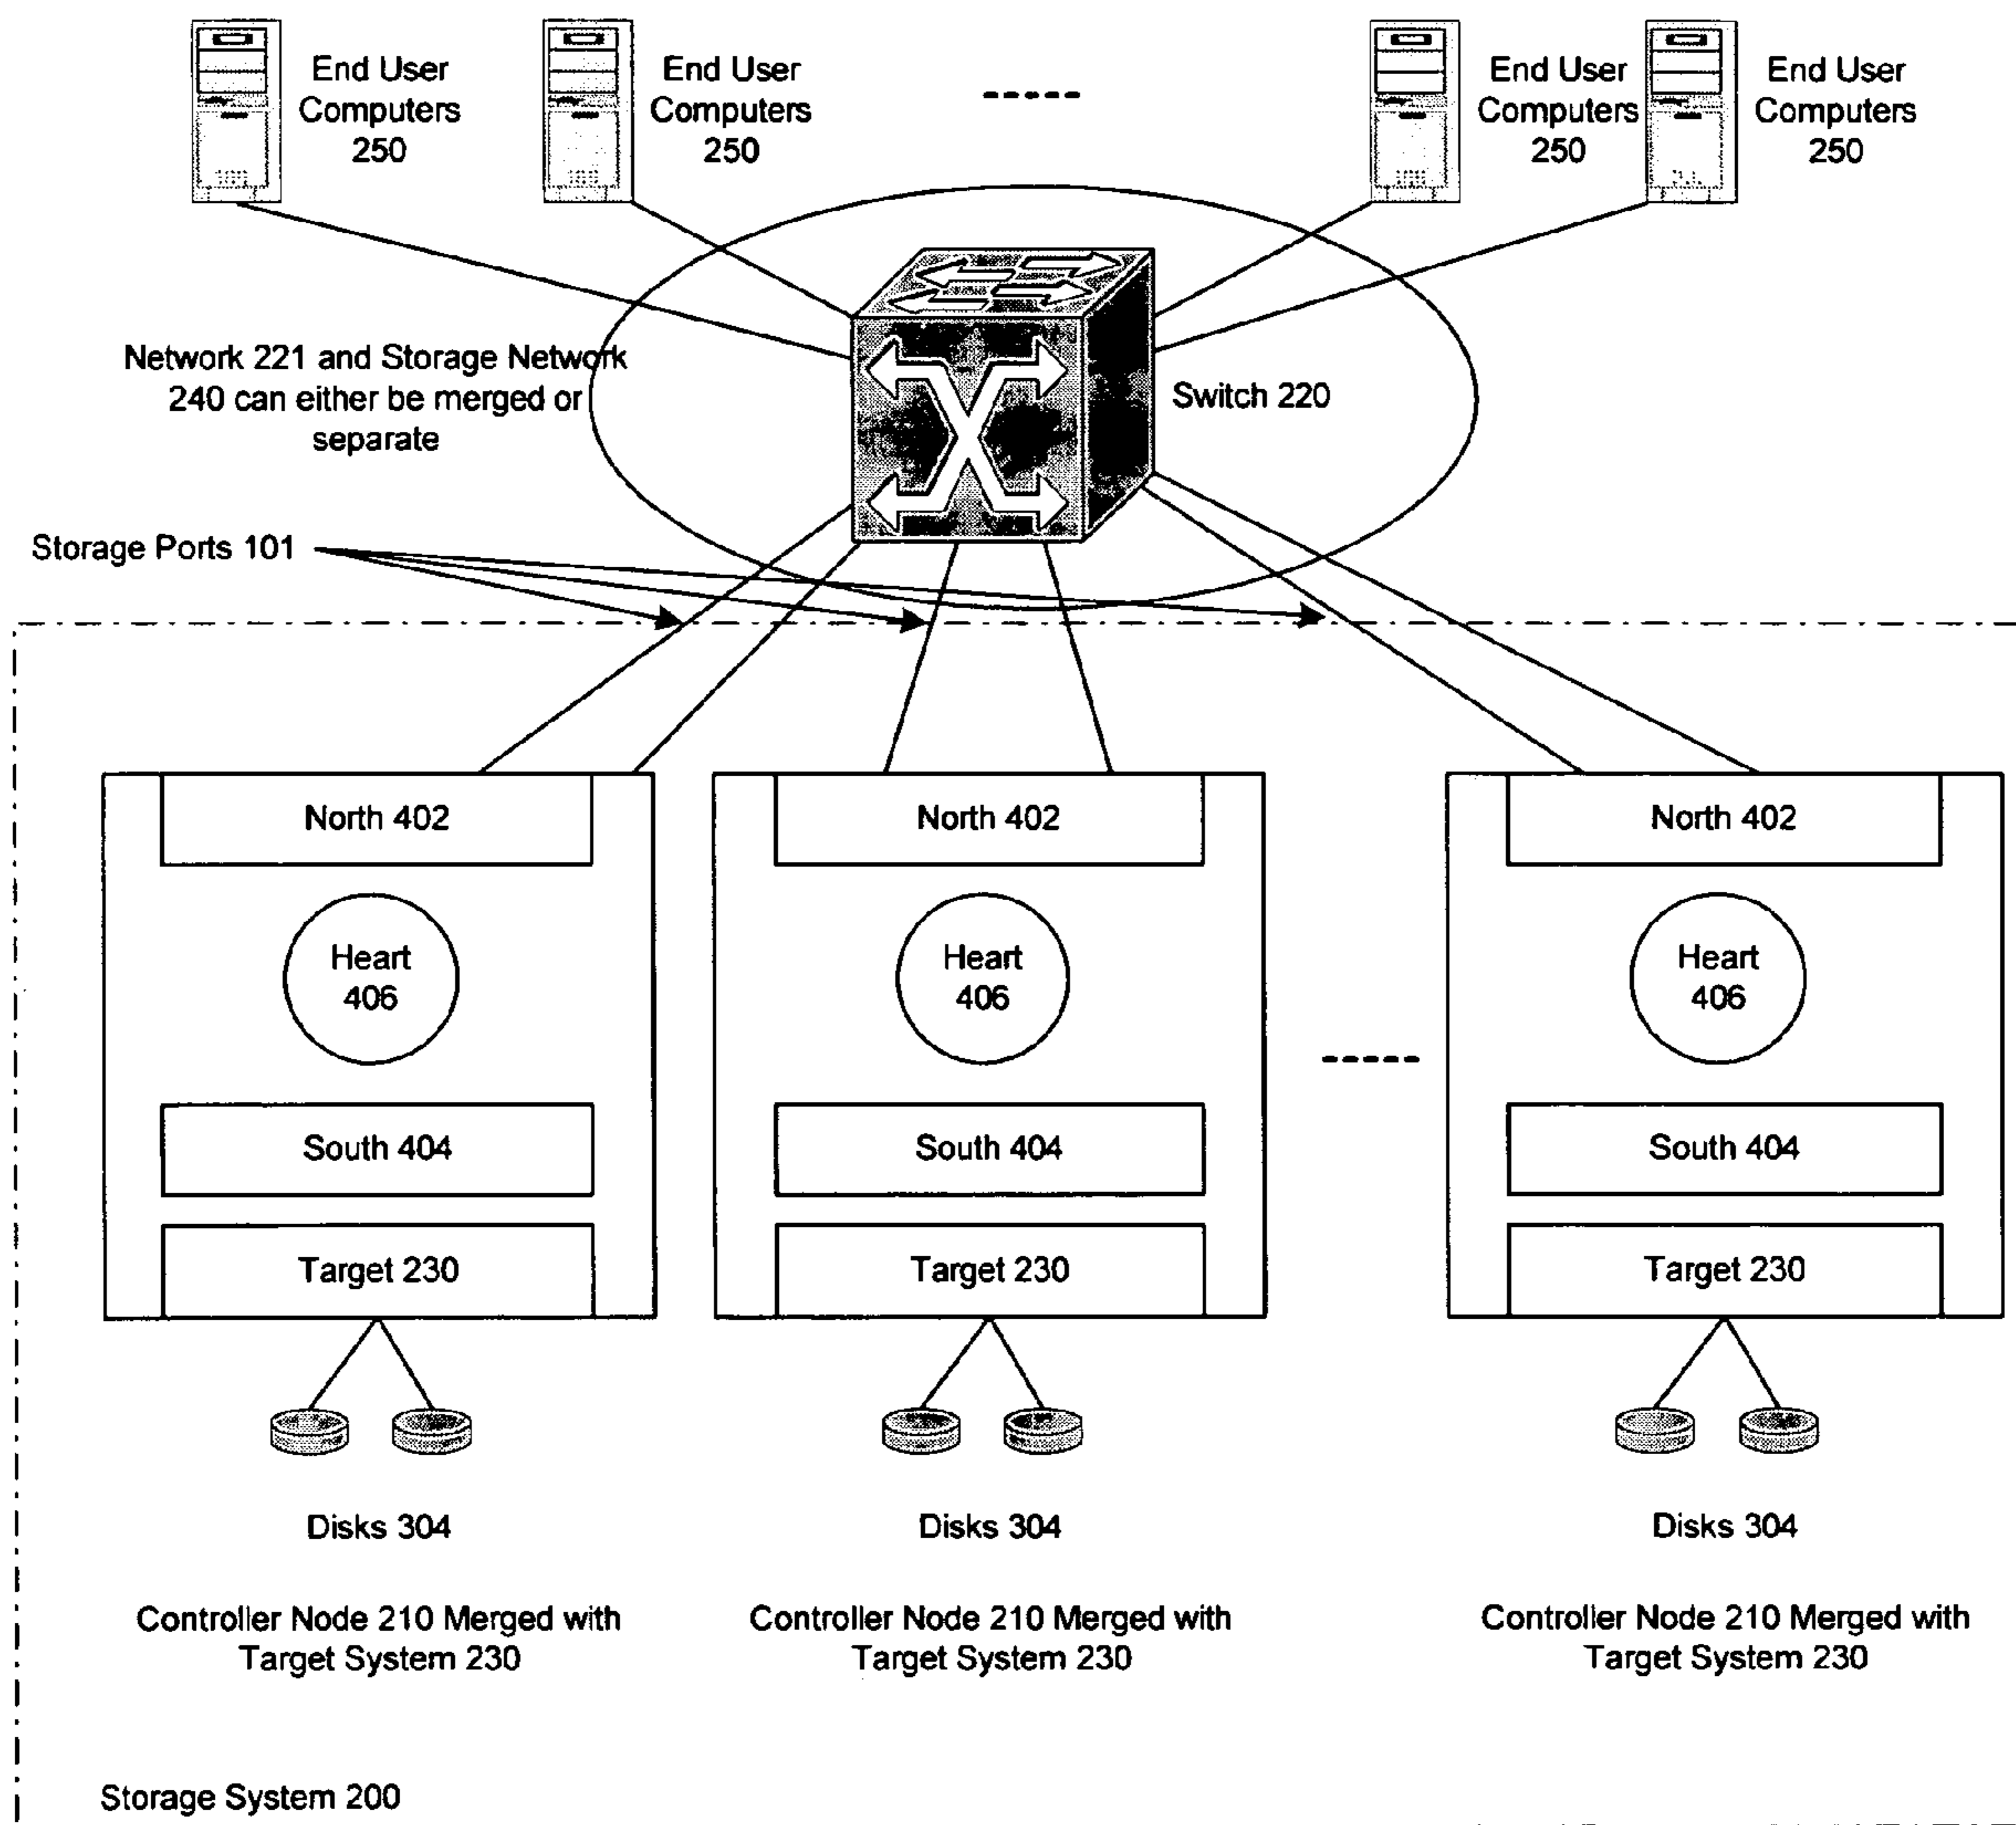 End User
Computers
250
End User
Computers
250
End User
Computers
250
End User
Computers
250
Network 221 and Storage Network
240 can either be merged or
separate
Switch 220
Storage Ports 101
North 402
North 402
North 402
Heart
406
Heart
406
Heart
406
South 404
South 404
South 404
Target 230
Target 230
Target 230
Disks 304
Disks 304
Disks 304
Controller Node 210 Merged with
Target System 230
Controller Node 210 Merged with
Target System 230
Controller Node 210 Merged with
Target System 230
Storage System 200